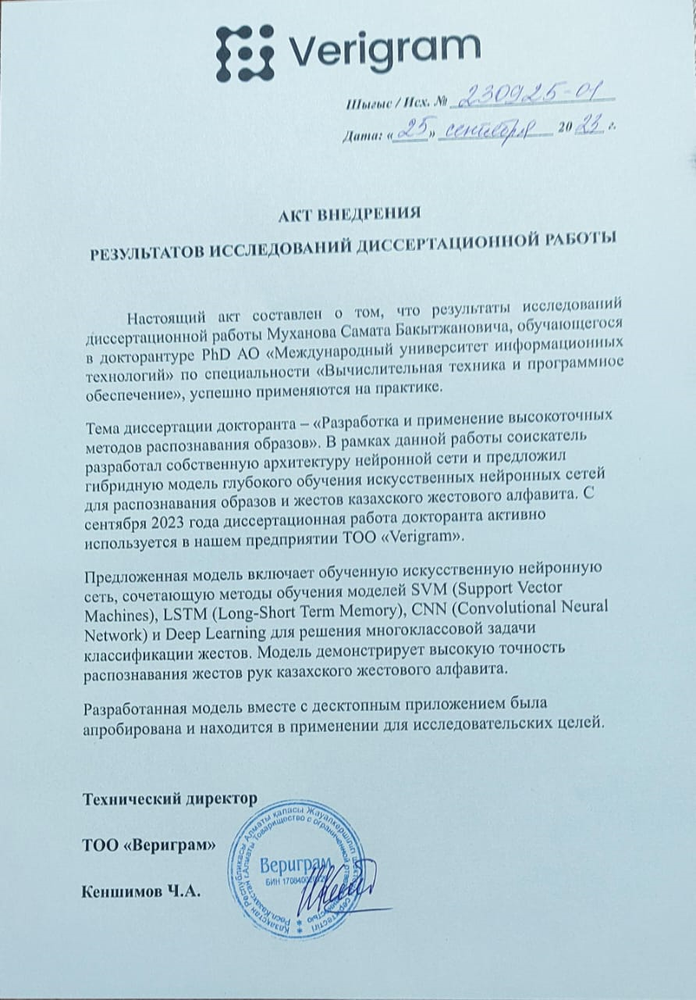 Verigram
Шығыс / Исх. № 230925-01
Дата: «25» сентября 2023 г.
АКТ ВНЕДРЕНИЯ
РЕЗУЛЬТАТОВ ИССЛЕДОВАНИЙ ДИССЕРТАЦИОННОЙ РАБОТЫ
Настоящий акт составлен о том, что результаты исследований
диссертационной работы Муханова Самата Бакытжановича, обучающегося
в докторантуре PhD АО «Международный университет информационных
технологий» по специальности «Вычислительная техника и программное
обеспечение», успешно применяются на практике.
Тема диссертации докторанта – «Разработка и применение высокоточных
методов распознавания образов». В рамках данной работы соискатель
разработал собственную архитектуру нейронной сети и предложил
гибридную модель глубокого обучения искусственных нейронных сетей
для распознавания образов и жестов казахского жестового алфавита. С
сентября 2023 года диссертационная работа докторанта активно
используется в нашем предприятии ТОО «Verigram».
Предложенная модель включает обученную искусственную нейронную
сеть, сочетающую методы обучения моделей SVM (Support Vector
Machines), LSTM (Long-Short Term Memory), CNN (Convolutional Neural
Network) и Deep Learning для решения многоклассовой задачи
классификации жестов. Модель демонстрирует высокую точность
распознавания жестов рук казахского жестового алфавита.
Разработанная модель вместе с десктопным приложением была
апробирована и находится в применении для исследовательских целей.
Технический директор
ТОО «Вериграм»
Кеншимов Ч.А.
Қазақстан Республикасы Алматы қаласы Жауапкершілігі шектеулі серіктестігі
Респ.Казахстан г.Алматы Товарищество с ограниченной ответственностью
Вериграм
БИН